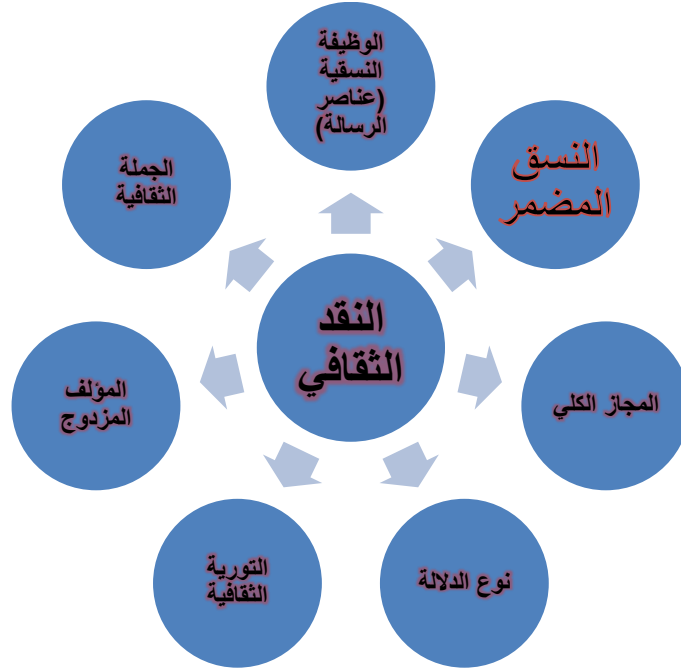 الوظيفة
النسقية
(عناصر
الرسالة)
النسق
المضمر
الجملة
الثقافية
النقد
الثقافي
المجاز الكلي
المؤلف
المزدوج
نوع الدلالة
التورية
الثقافية